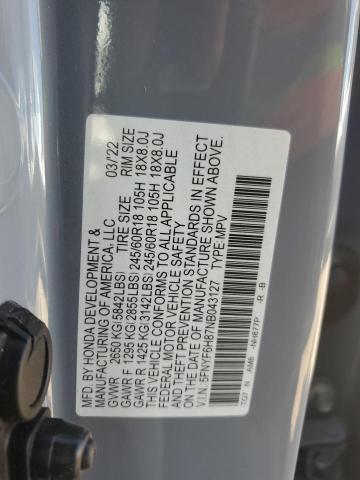 MFD. BY HONDA DEVELOPMENT & 03/22
MANUFACTURING OF AMERICA, LLC
GVWR 2650 KG(5842LBS) TIRE SIZE RIM SIZE
GAWR F 1295 KG(2855LBS) 245/60R18 105H 18X8.0J
GAWR R 1425 KG(3142LBS) 245/60R18 105H 18X8.0J
THIS VEHICLE CONFORMS TO ALL APPLICABLE
FEDERAL MOTOR VEHICLE SAFETY
AND THEFT PREVENTION STANDARDS IN EFFECT
ON THE DATE OF MANUFACTURE SHOWN ABOVE.
V.I.N. 5FNYF6H87NB043127 TYPE:MPV
TG7 N AM8 NH877P -R -B